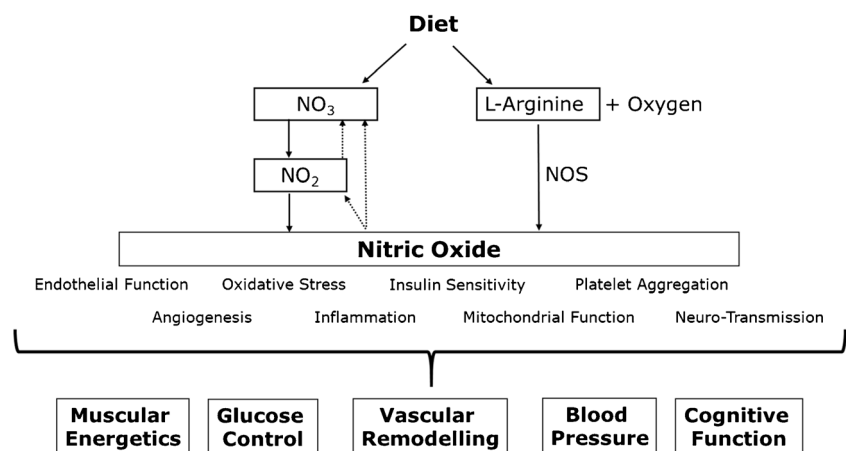 Diet
NO₃
L-Arginine + Oxygen
NO₂
NOS
Nitric Oxide
Endothelial Function Oxidative Stress Insulin Sensitivity Platelet Aggregation
Angiogenesis Inflammation Mitochondrial Function Neuro-Transmission
Muscular
Energetics
Glucose
Control
Vascular
Remodelling
Blood
Pressure
Cognitive
Function